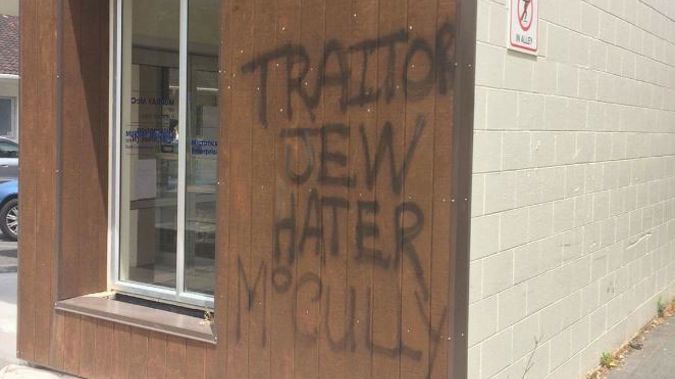 IN ALLEY
TRAITOR
JEW
HATER
McCULLY